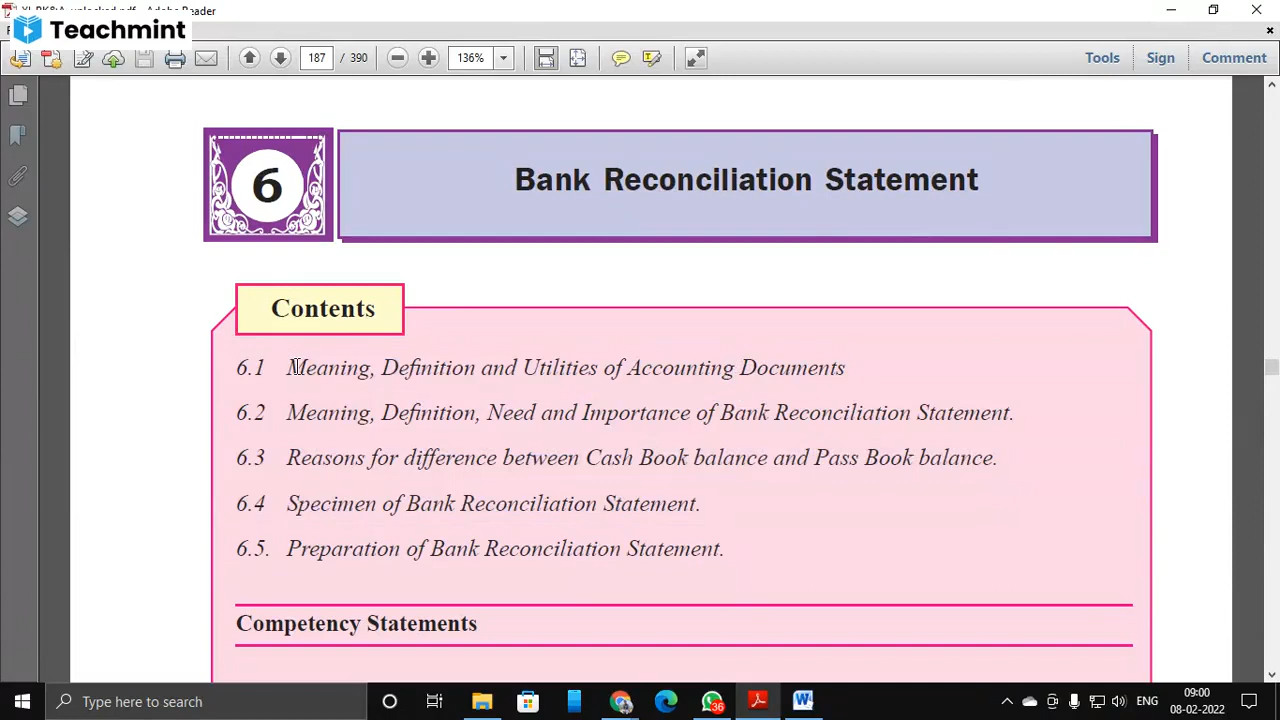 Adobe Reader
Teachmint
187 / 390
136%
Tools Sign Comment
6
Bank Reconciliation Statement
Contents
6.1 Meaning, Definition and Utilities of Accounting Documents
6.2 Meaning, Definition, Need and Importance of Bank Reconciliation Statement.
6.3 Reasons for difference between Cash Book balance and Pass Book balance.
6.4 Specimen of Bank Reconciliation Statement.
6.5. Preparation of Bank Reconciliation Statement.
Competency Statements
Type here to search
36
ENG
09:00
08-02-2022